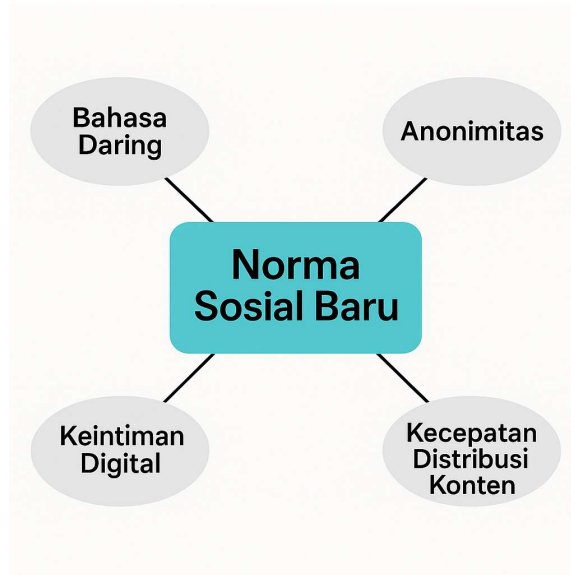 Bahasa
Daring
Anonimitas
Norma
Sosial Baru
Keintiman
Digital
Kecepatan
Distribusi
Konten